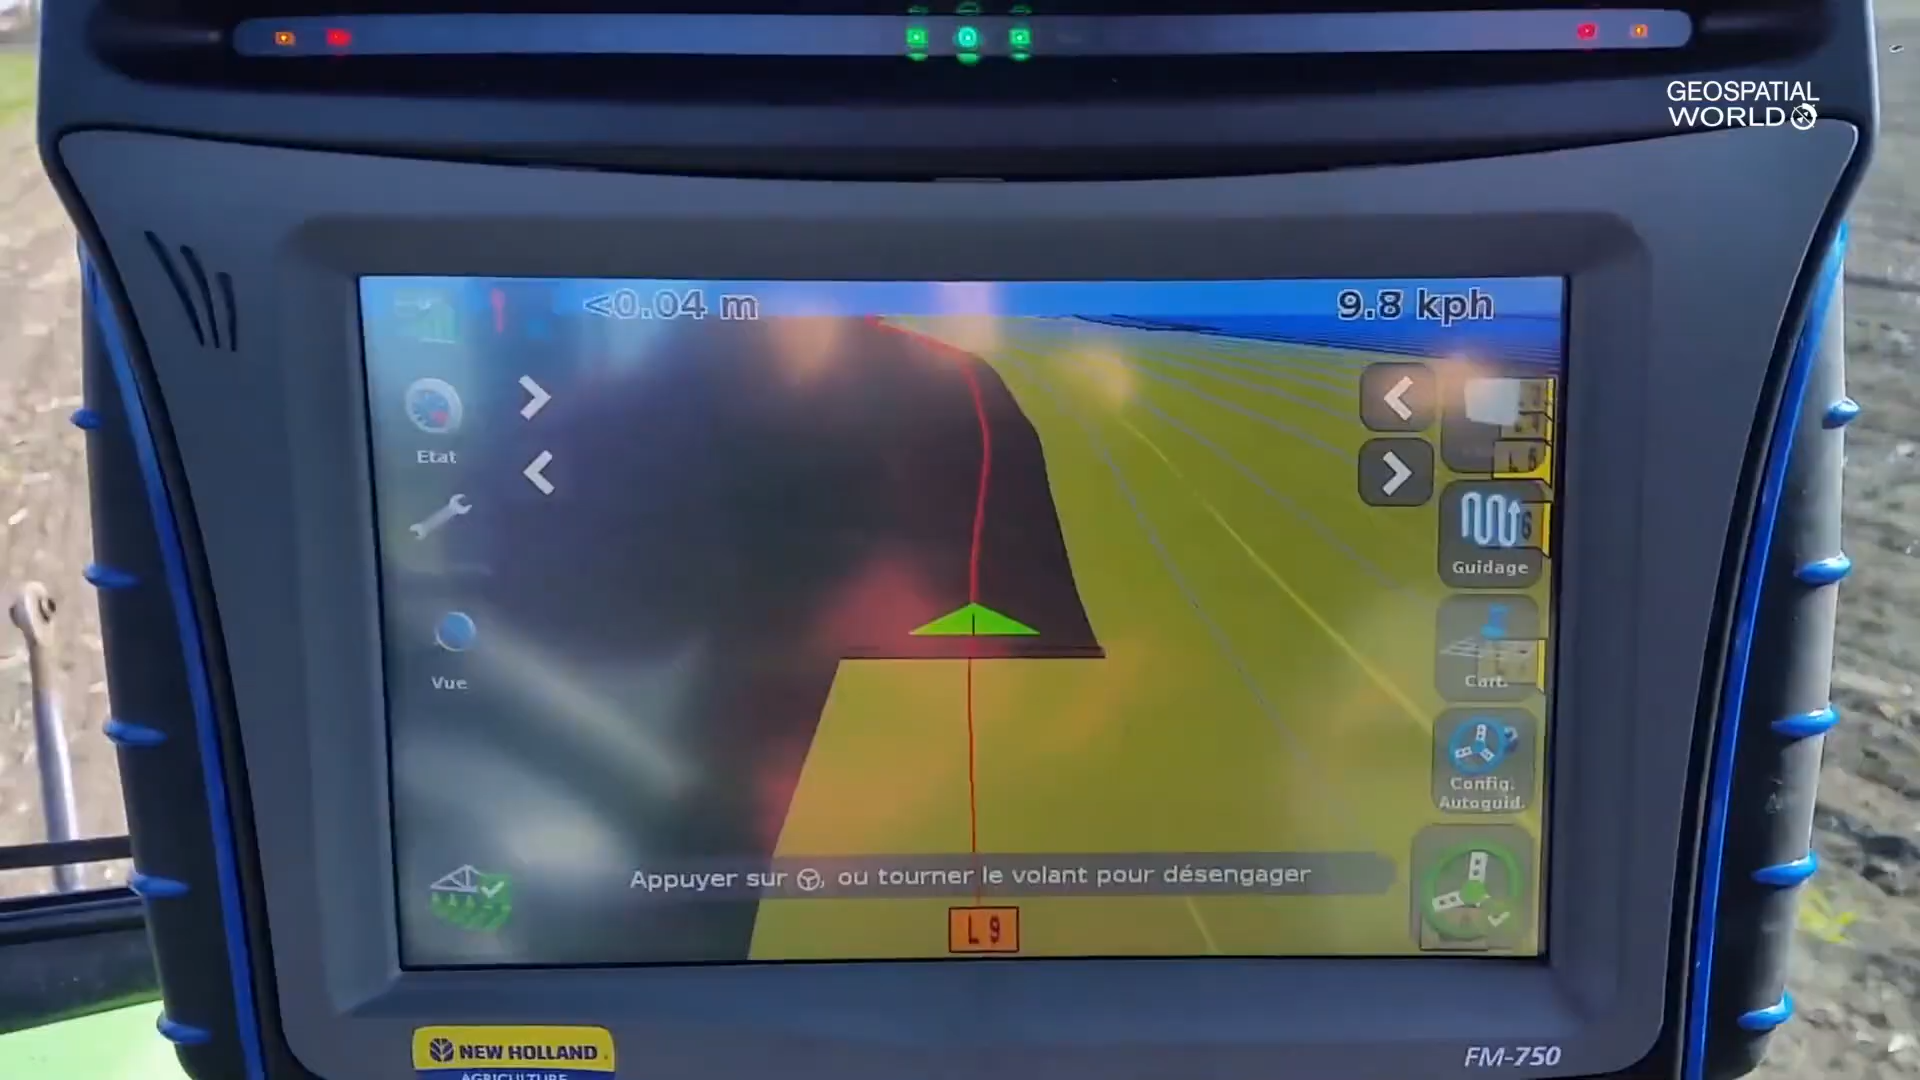 GEOSPATIAL
WORLD
<0.04 m
9.8 kph
Etat
Guidage
Vue
Cart.
Config.
Autoguid.
Appuyer sur , ou tourner le volant pour désengager
L 9
NEW HOLLAND
AGRICULTURE
FM-750